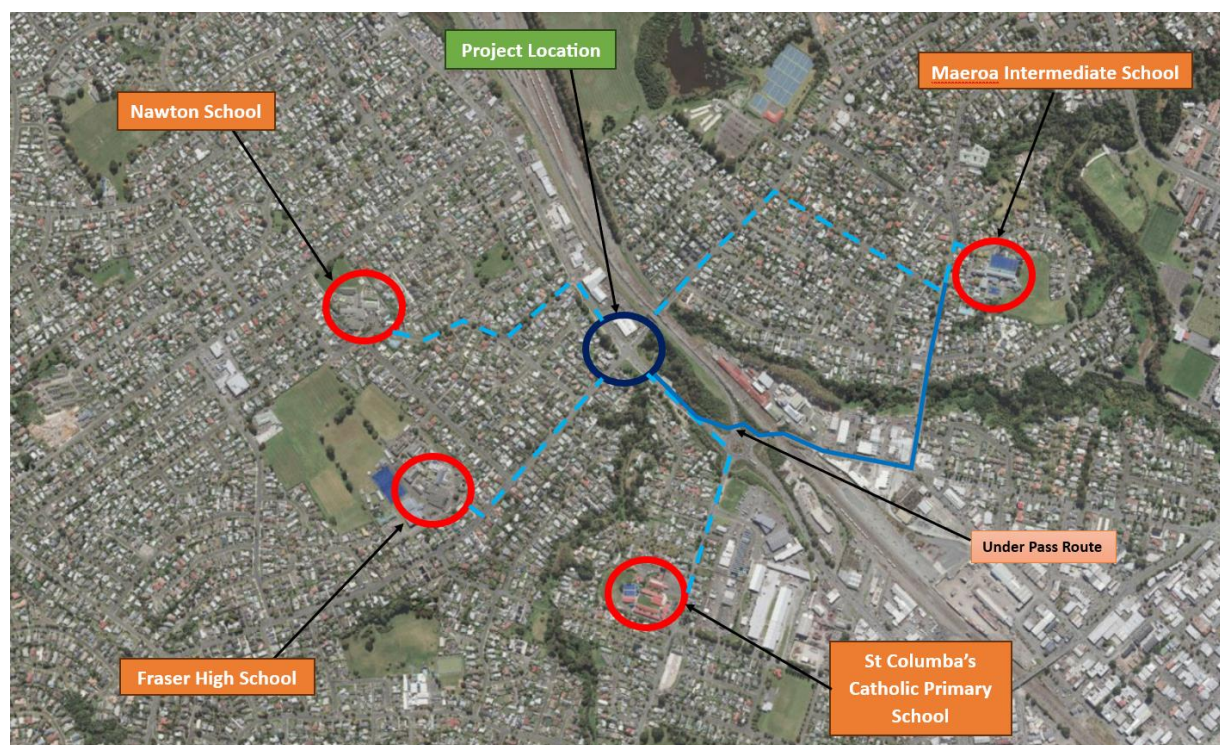 Project Location
Maeroa Intermediate School
Nawton School
Under Pass Route
Fraser High School
St Columba's
Catholic Primary
School